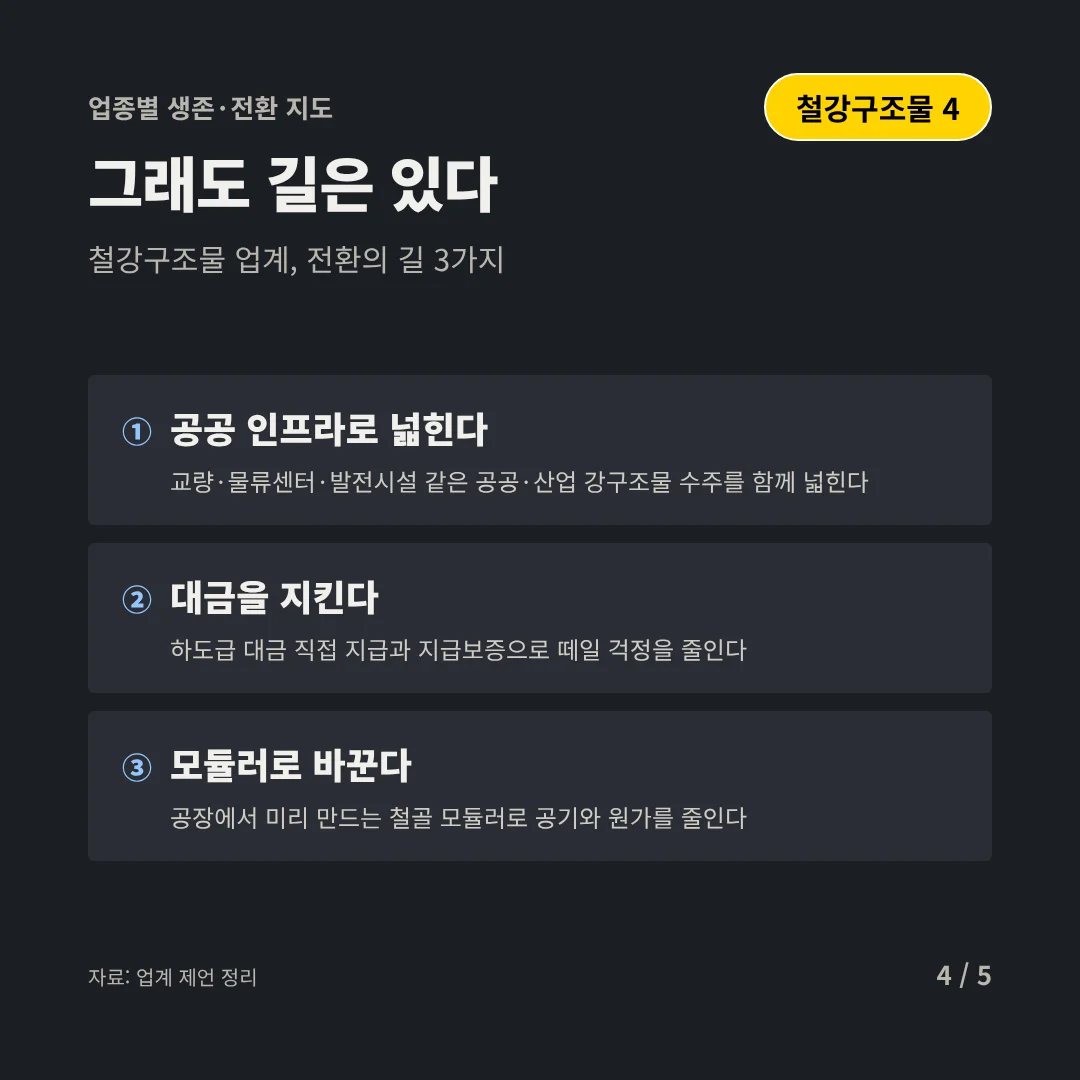 업종별 생존·전환 지도
철강구조물 4
그래도 길은 있다
철강구조물 업계, 전환의 길 3가지
① 공공 인프라로 넓힌다
교량·물류센터·발전시설 같은 공공·산업 강구조물 수주를 함께 넓힌다
② 대금을 지킨다
하도급 대금 직접 지급과 지급보증으로 떼일 걱정을 줄인다
③ 모듈러로 바꾼다
공장에서 미리 만드는 철골 모듈러로 공기와 원가를 줄인다
자료: 업계 제언 정리
4 / 5